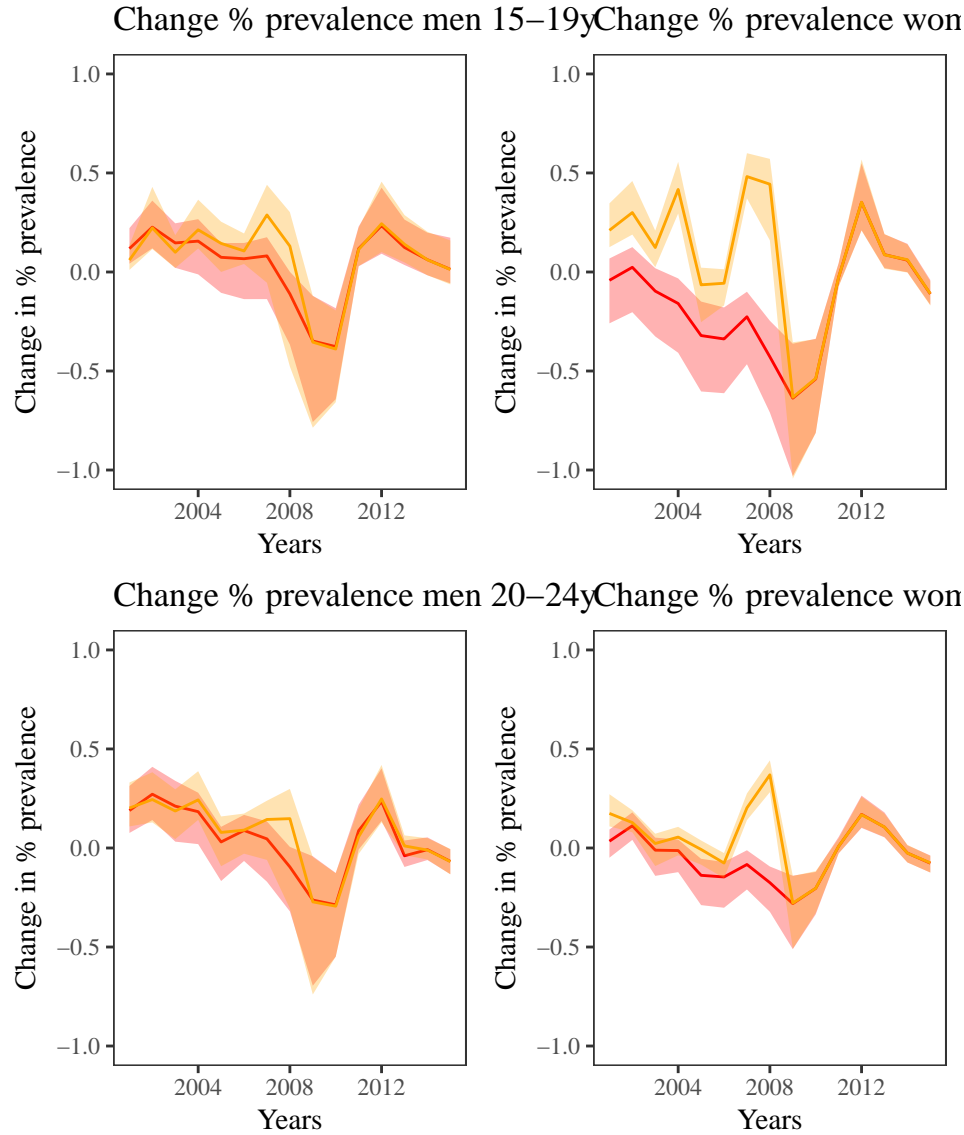 Change % prevalence men 15–19y
Change % prevalence wom
Change in % prevalence
1.0
0.5
0.0
−0.5
−1.0
2004 2008 2012
Years
Change in % prevalence
1.0
0.5
0.0
−0.5
−1.0
2004 2008 2012
Years
Change % prevalence men 20–24y
Change % prevalence wom
Change in % prevalence
1.0
0.5
0.0
−0.5
−1.0
2004 2008 2012
Years
Change in % prevalence
1.0
0.5
0.0
−0.5
−1.0
2004 2008 2012
Years